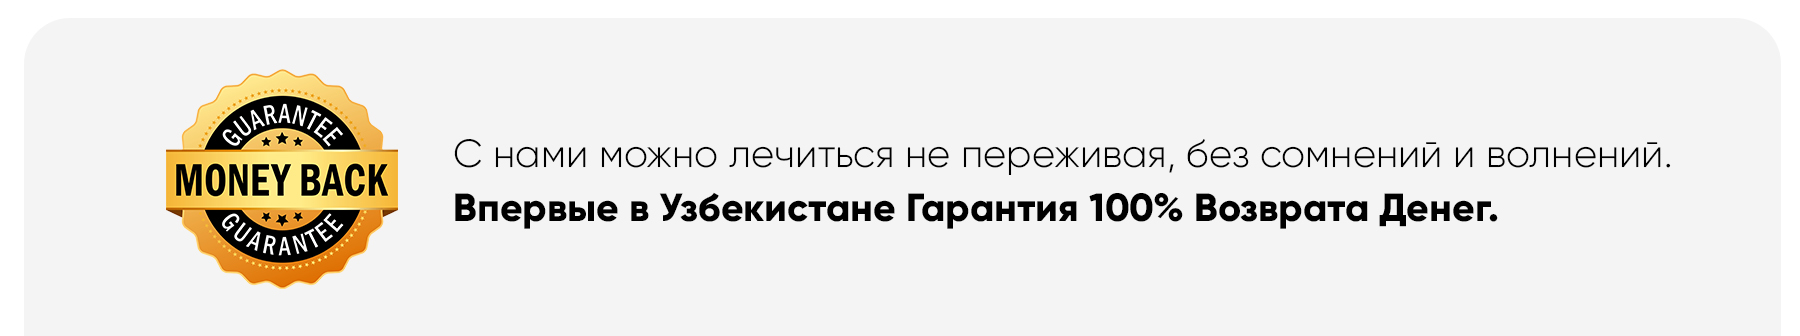 GUARANTEE
MONEY BACK
GUARANTEE
С нами можно лечиться не переживая, без сомнений и волнений.
Впервые в Узбекистане Гарантия 100% Возврата Денег.